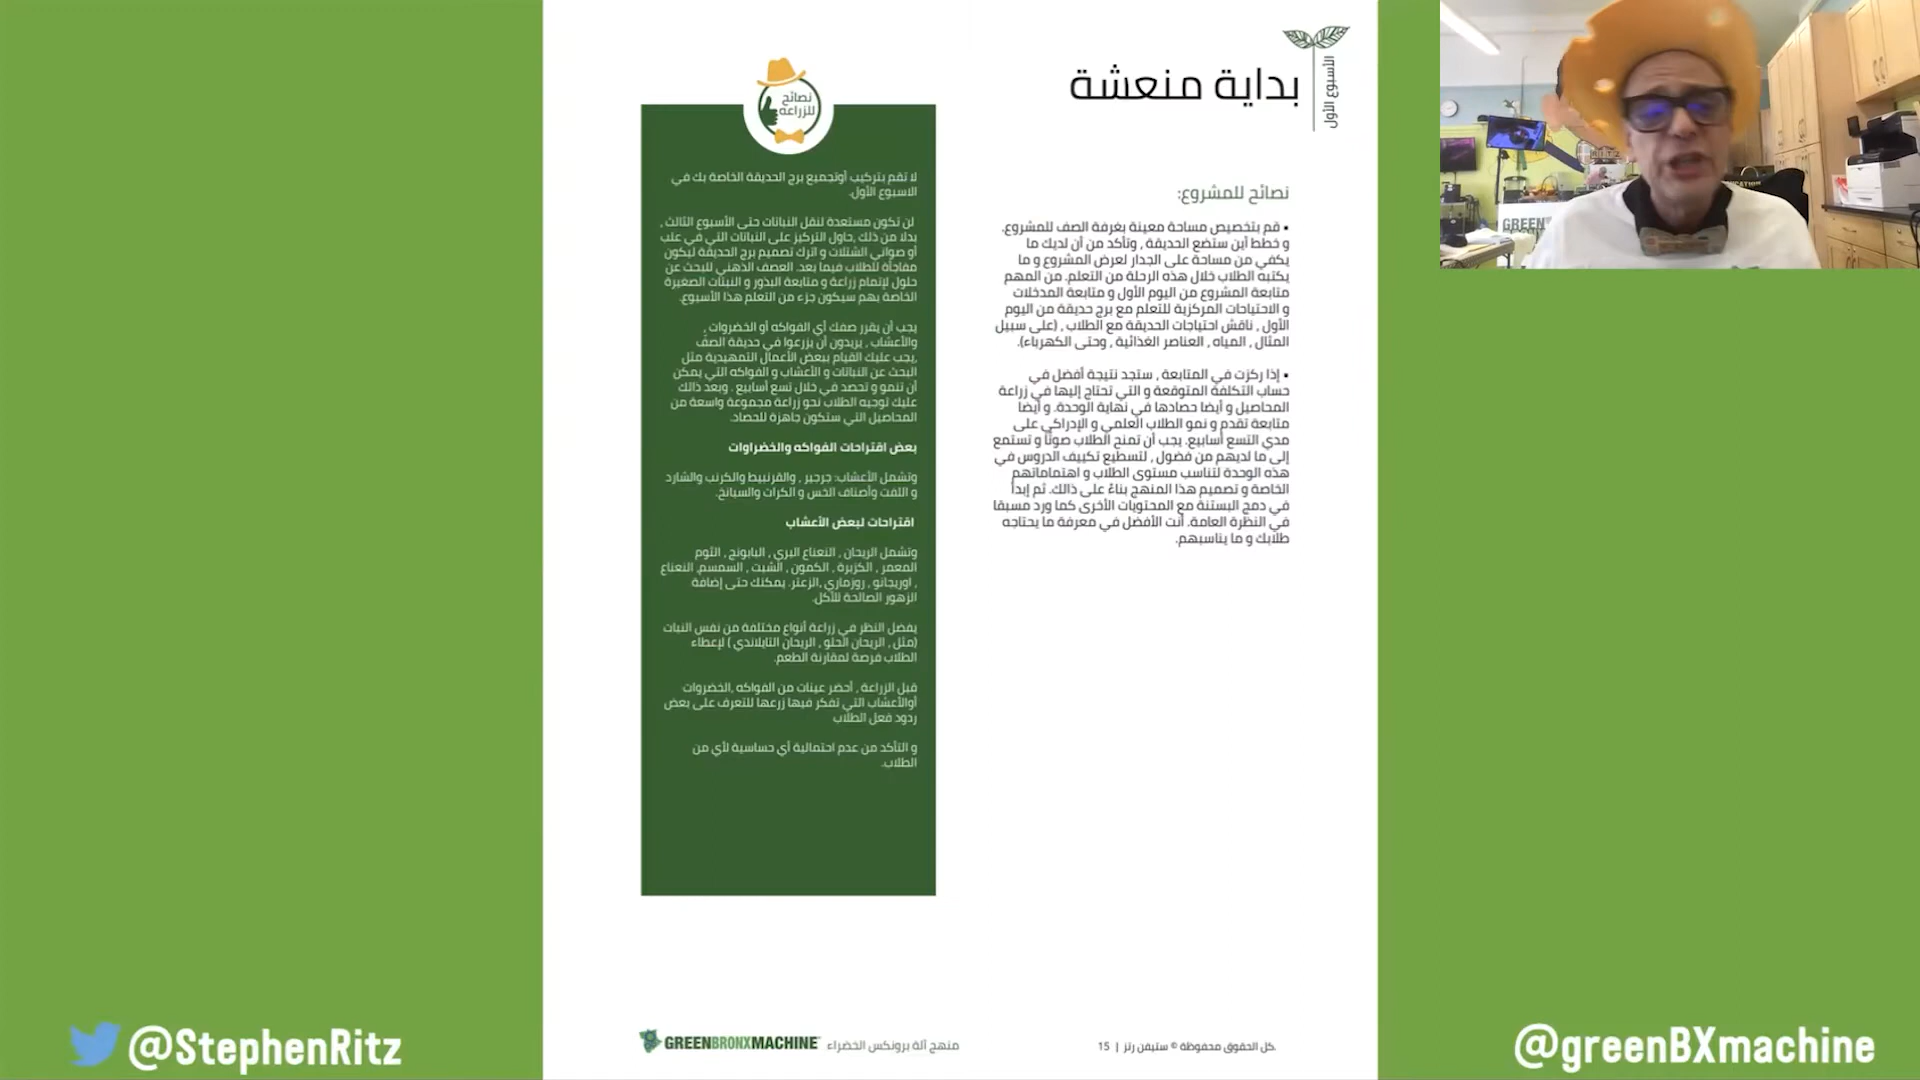 بداية منعشة
الأسبوع الأول
نصائح للمشروع:
• قم بتخصيص مساحة معينة بغرفة الصف للمشروع.
و خطط أين ستضع الحديقة , وتأكد من أن لديك ما
يكفي من مساحة على الجدار لعرض المشروع و ما
يكتبه الطلاب خلال هذه الرحلة من التعلم. من المهم
متابعة المشروع من اليوم الأول و متابعة المدخلات
و الاحتياجات المركزية للتعلم مع برج حديقة من اليوم
الأول , ناقش احتياجات الحديقة مع الطلاب , (على سبيل
المثال , المياه , العناصر الغذائية , وحتى الكهرباء).
• إذا ركزت في المتابعة , ستجد نتيجة أفضل في
حساب التكلفة المتوقعة و التي تحتاج إليها في زراعة
المحاصيل و أيضا حصادها في نهاية الوحدة. و أيضا
متابعة تقدم و نمو الطلاب العلمي و الإدراكي على
مدي التسع أسابيع. يجب أن تمنح الطلاب صوتًا و تستمع
إلى ما لديهم من فضول , لتسطيع تكييف الدروس في
هذه الوحدة لتناسب مستوى الطلاب و اهتماماتهم
الخاصة و تصميم هذا المنهج بناءً على ذالك. ثم إبدأ
في دمج البستنة مع المحتويات الأخرى كما ورد مسبقا
في النظرة العامة. أنت الأفضل في معرفة ما يحتاجه
طلابك و ما يناسبهم.
نصائح
للزراعه
لا تقم بتركيب أوتجميع برج الحديقة الخاصة بك في
الاسبوع الأول.
لن تكون مستعدة لنقل النباتات حتى الأسبوع الثالث ,
بدلا من ذلك ,حاول التركيز على النباتات التي في علب
أو صواني الشتلات و اترك تصميم برج الحديقة ليكون
مفاجأة للطلاب فيما بعد. العصف الذهني للبحث عن
حلول لإتمام زراعة و متابعة البذور و النبتات الصغيرة
الخاصة بهم سيكون جزء من التعلم هذا الأسبوع.
يجب أن يقرر صفك أي الفواكه أو الخضروات ,
والأعشاب , يريدون أن يزرعوا في حديقة الصف
,يجب عليك القيام ببعض الأعمال التمهيدية مثل
البحث عن النباتات و الأعشاب و الفواكه التي يمكن
أن تنمو و تحصد في خلال تسع أسابيع . وبعد ذالك
عليك توجيه الطلاب نحو زراعة مجموعة واسعة من
المحاصيل التي ستكون جاهزة للحصاد.
بعض اقتراحات الفواكه والخضراوات
وتشمل الأعشاب: جرجير , والقرنبيط والكرنب والشارد
و اللفت وأصناف الخس و الكرات والسبانخ.
اقتراحات لبعض الأعشاب
وتشمل الريحان , النعناع البري , البابونج , الثوم
المعمر , الكزبرة , الكمون , الشبت , السمسم, النعناع
, اوريجانو , روزماري ,الزعتر. يمكنك حتى إضافة
الزهور الصالحة للأكل.
يفضل النظر في زراعة أنواع مختلفة من نفس النبات
(مثل , الريحان الحلو , الريحان التايلاندي ) لإعطاء
الطلاب فرصة لمقارنة الطعم.
قبل الزراعة , أحضر عينات من الفواكه ,الخضروات
أوالأعشاب التي تفكر فيها زرعها للتعرف على بعض
ردود فعل الطلاب
و التأكد من عدم احتمالية أي حساسية لأي من
الطلاب.
كل الحقوق محفوظة © ستيفن رتز | 15
منهج آلة برونكس الخضراء GREENBRONXMACHINE
@StephenRitz
@greenBXmachine
GREEN